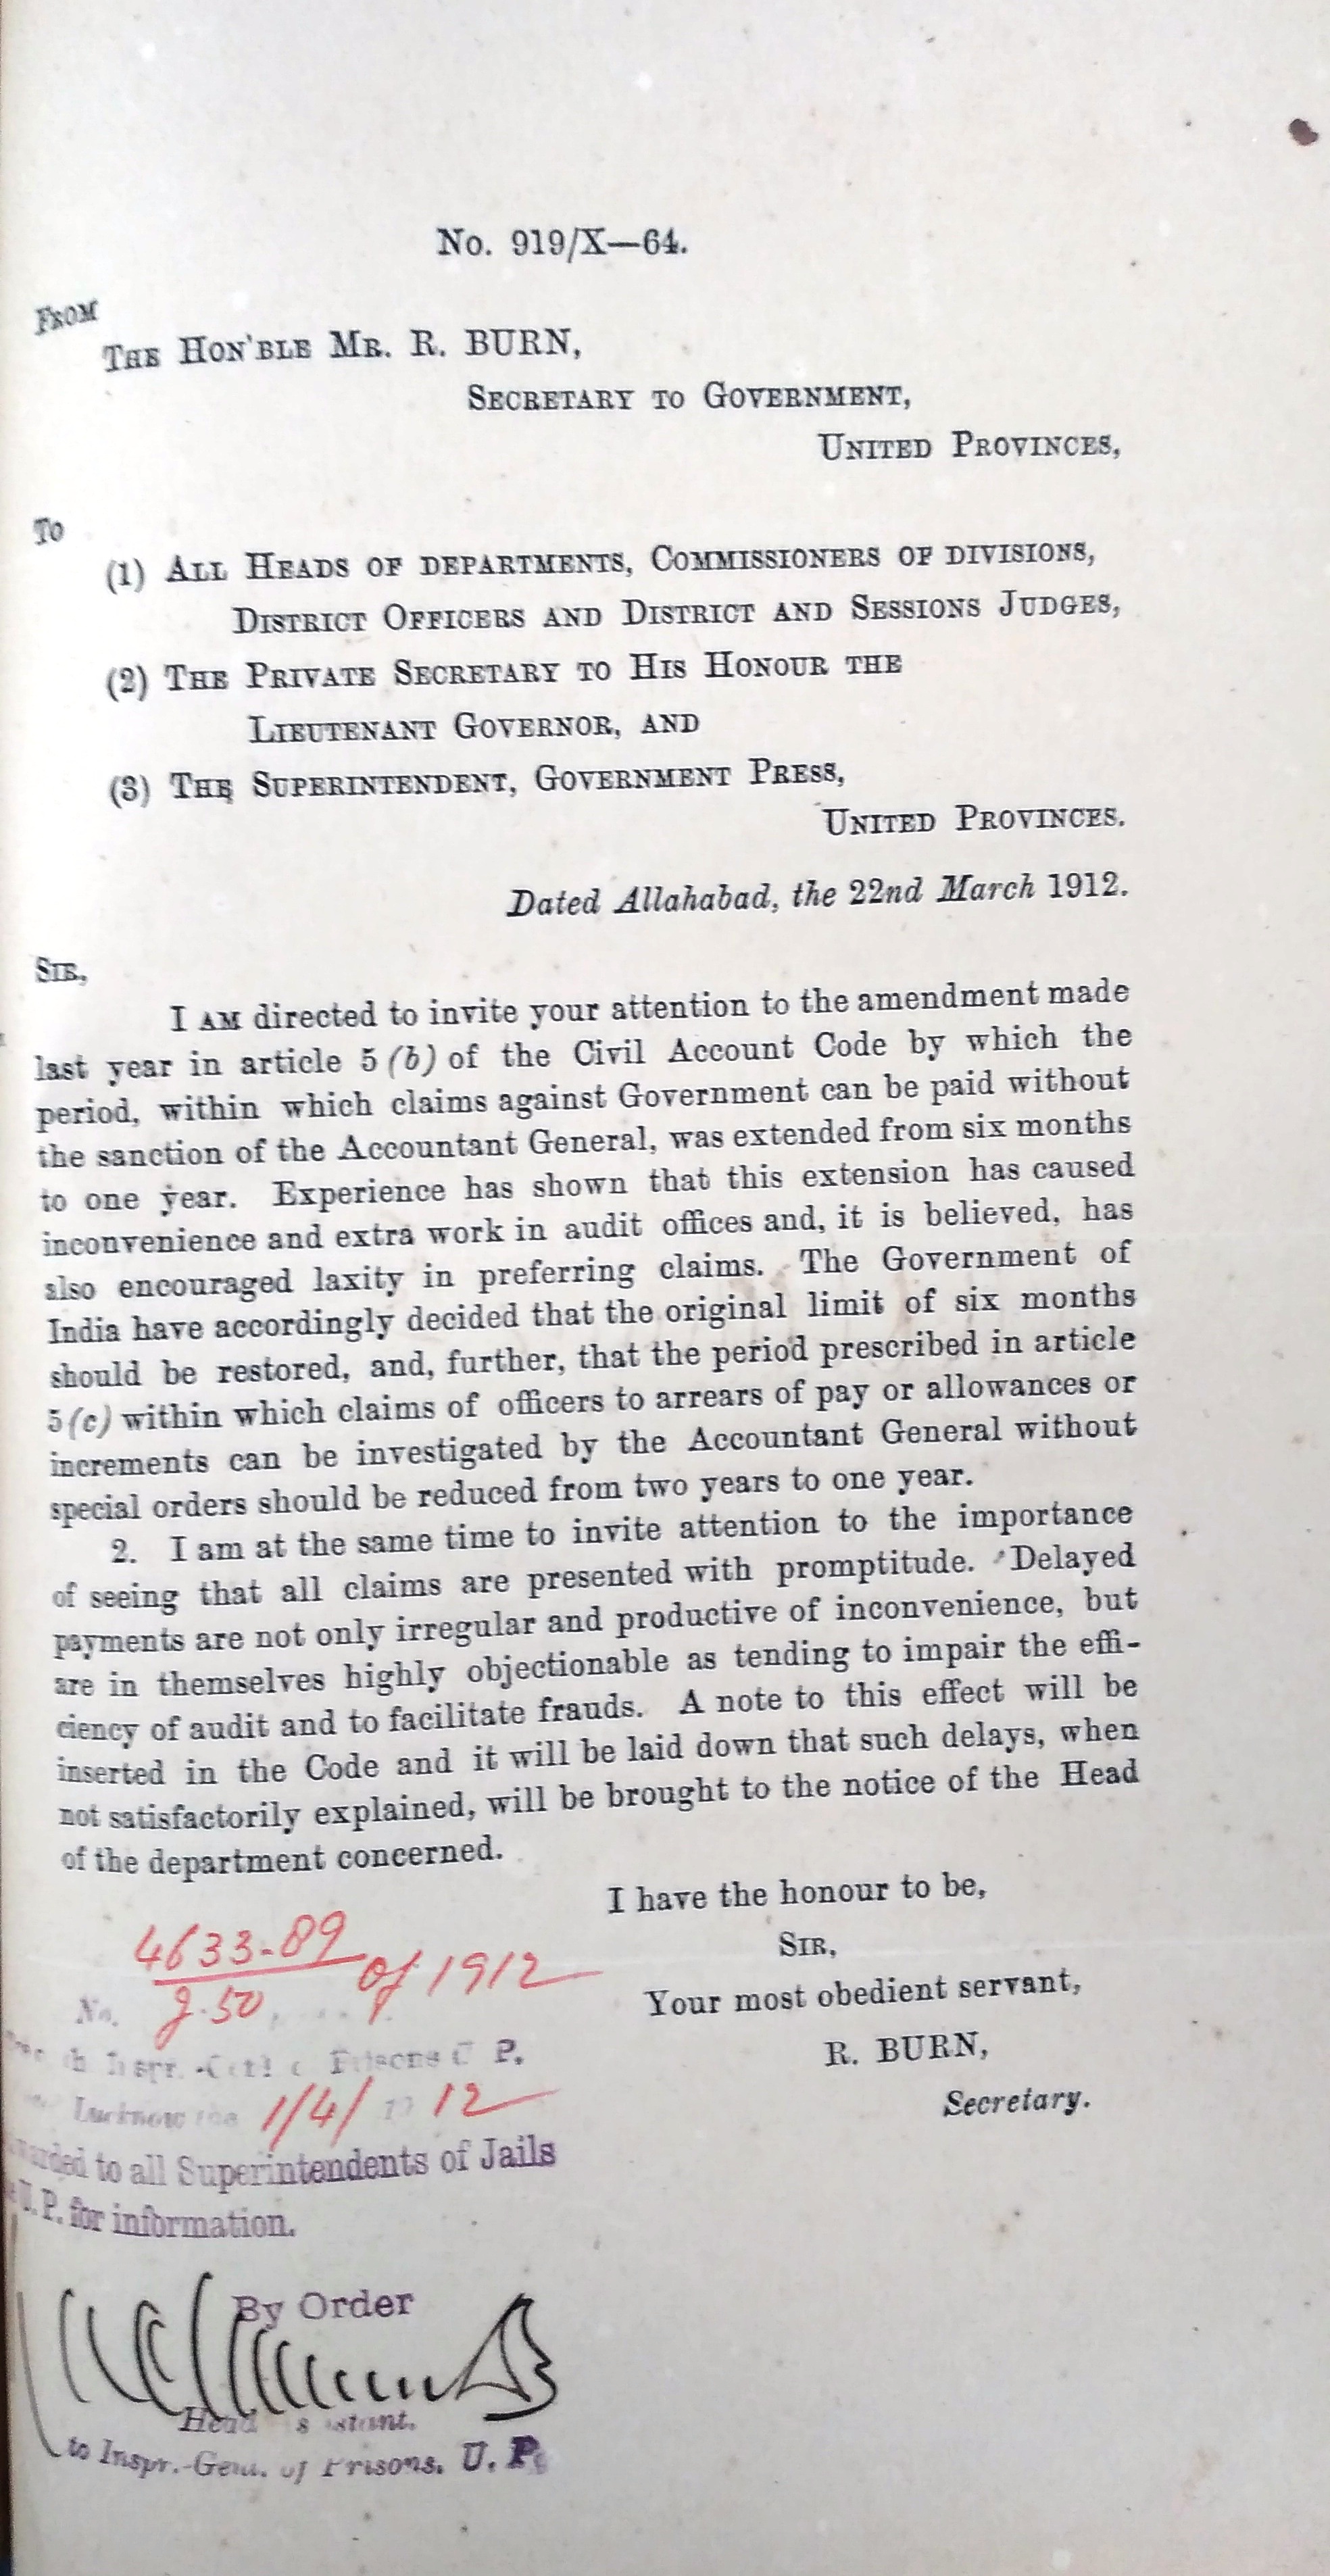 No. 919/X—64.
FROM
THE HON'BLE MR. R. BURN,
SECRETARY TO GOVERNMENT,
UNITED PROVINCES,
To
(1) ALL HEADS OF DEPARTMENTS, COMMISSIONERS OF DIVISIONS,
DISTRICT OFFICERS AND DISTRICT AND SESSIONS JUDGES,
(2) THE PRIVATE SECRETARY TO HIS HONOUR THE
LIEUTENANT GOVERNOR, AND
(3) THE SUPERINTENDENT, GOVERNMENT PRESS,
UNITED PROVINCES.
Dated Allahabad, the 22nd March 1912.
SIR,
I AM directed to invite your attention to the amendment made
last year in article 5 (b) of the Civil Account Code by which the
period, within which claims against Government can be paid without
the sanction of the Accountant General, was extended from six months
to one year. Experience has shown that this extension has caused
inconvenience and extra work in audit offices and, it is believed, has
also encouraged laxity in preferring claims. The Government of
India have accordingly decided that the original limit of six months
should be restored, and, further, that the period prescribed in article
5 (c) within which claims of officers to arrears of pay or allowances or
increments can be investigated by the Accountant General without
special orders should be reduced from two years to one year.
2. I am at the same time to invite attention to the importance
of seeing that all claims are presented with promptitude. Delayed
payments are not only irregular and productive of inconvenience, but
are in themselves highly objectionable as tending to impair the effi-
ciency of audit and to facilitate frauds. A note to this effect will be
inserted in the Code and it will be laid down that such delays, when
not satisfactorily explained, will be brought to the notice of the Head
of the department concerned.
I have the honour to be,
SIR,
Your most obedient servant,
R. BURN,
Secretary.
4633-89
No. of 1912
Prisons U P.
Lucknow the 1/4/ 12
to all Superintendents of Jails
U.P. for information.
By Order
Head
to Inspr.-Genl. of Prisons, U. P.